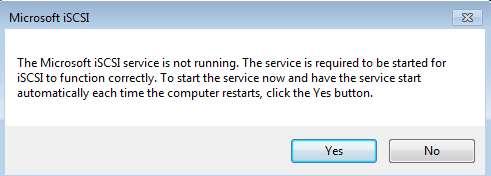 Microsoft iSCSI
The Microsoft iSCSI service is not running. The service is required to be started for
iSCSI to function correctly. To start the service now and have the service start
automatically each time the computer restarts, click the Yes button.
Yes
No